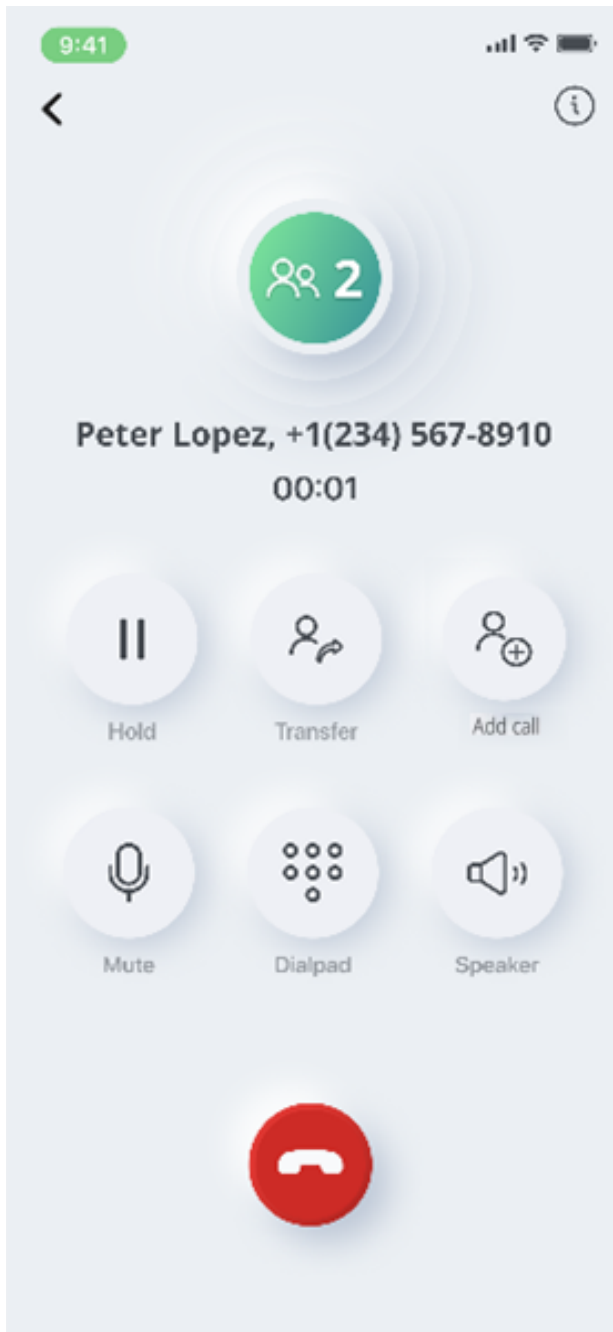 9:41
2
Peter Lopez, +1(234) 567-8910
00:01
Hold Transfer Add call
Mute Dialpad Speaker